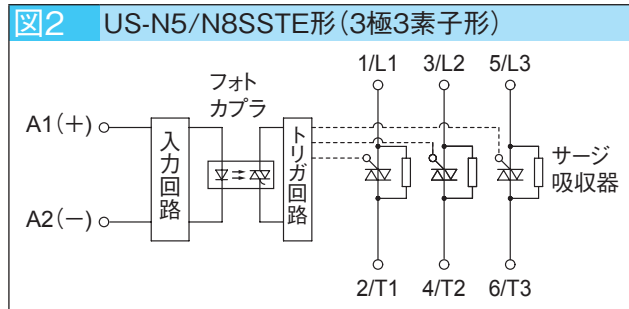 図2 US-N5/N8SSTE形（3極3素子形）
1/L1 3/L2 5/L3
フォト
カプラ
A1(+)
入力回路
トリガ回路
サージ
吸収器
A2(−)
2/T1 4/T2 6/T3